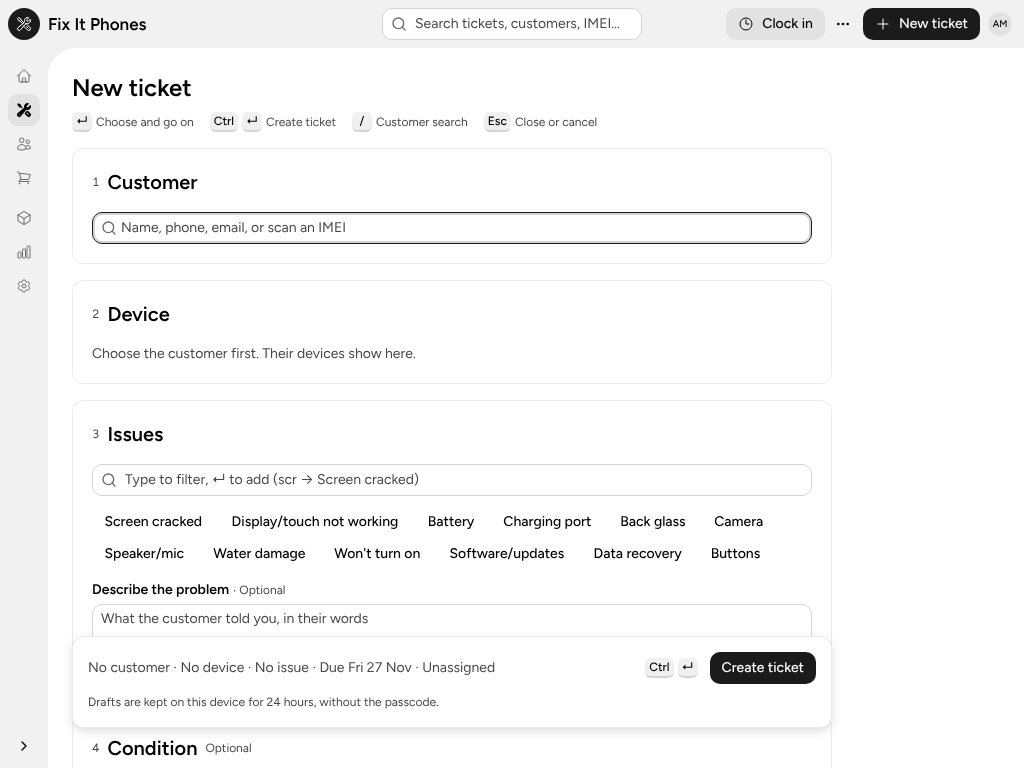 Fix It Phones
Search tickets, customers, IMEI...
Clock in
New ticket
AM
New ticket
↵ Choose and go on
Ctrl ↵ Create ticket
/ Customer search
Esc Close or cancel
1 Customer
Name, phone, email, or scan an IMEI
2 Device
Choose the customer first. Their devices show here.
3 Issues
Type to filter, ↵ to add (scr → Screen cracked)
Screen cracked Display/touch not working Battery Charging port Back glass Camera
Speaker/mic Water damage Won't turn on Software/updates Data recovery Buttons
Describe the problem · Optional
What the customer told you, in their words
No customer · No device · No issue · Due Fri 27 Nov · Unassigned
Ctrl ↵ Create ticket
Drafts are kept on this device for 24 hours, without the passcode.
4 Condition Optional